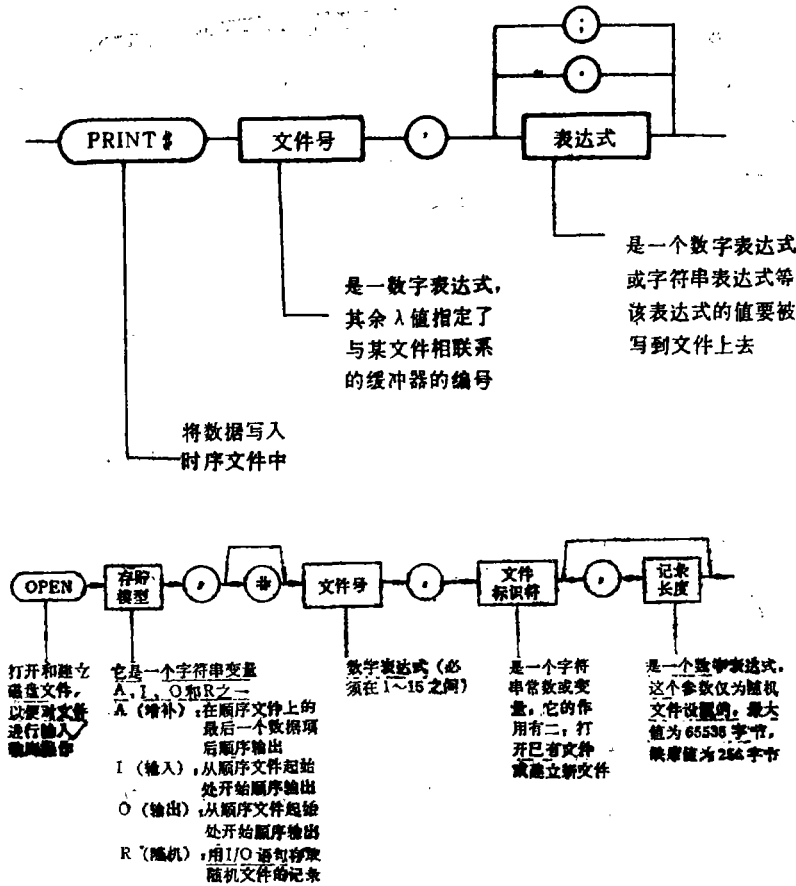 ;
PRINT # 文件号 , 表达式
是一个数字表达式
或字符串表达式等
该表达式的值要被
写到文件上去
是一数字表达式,
其余入值指定了
与某文件相联系
的缓冲器的编号
将数据写入
时序文件中
OPEN 存贮模型 , # 文件号 , 文件标识符 , 记录长度
打开和建立
磁盘文件,
以便对文件
进行输入/
输出操作
它是一个字符串变量
A、I、O和R之一
A (增补):在顺序文件上的
最后一个数据项
后顺序输出
I (输入):从顺序文件起始
处开始顺序输出
O (输出):从顺序文件起始
处开始顺序输出
R (随机):用I/O语句存取
随机文件的记录
数字表达式(必
须在1~15之间)
是一个字符
串常数或变
量,它的作
用有二,打
开已有文件
或建立新文件
是一个数字表达式,
这个参数仅为随机
文件设置的,最大
值为65536字节,
缺席值为256字节